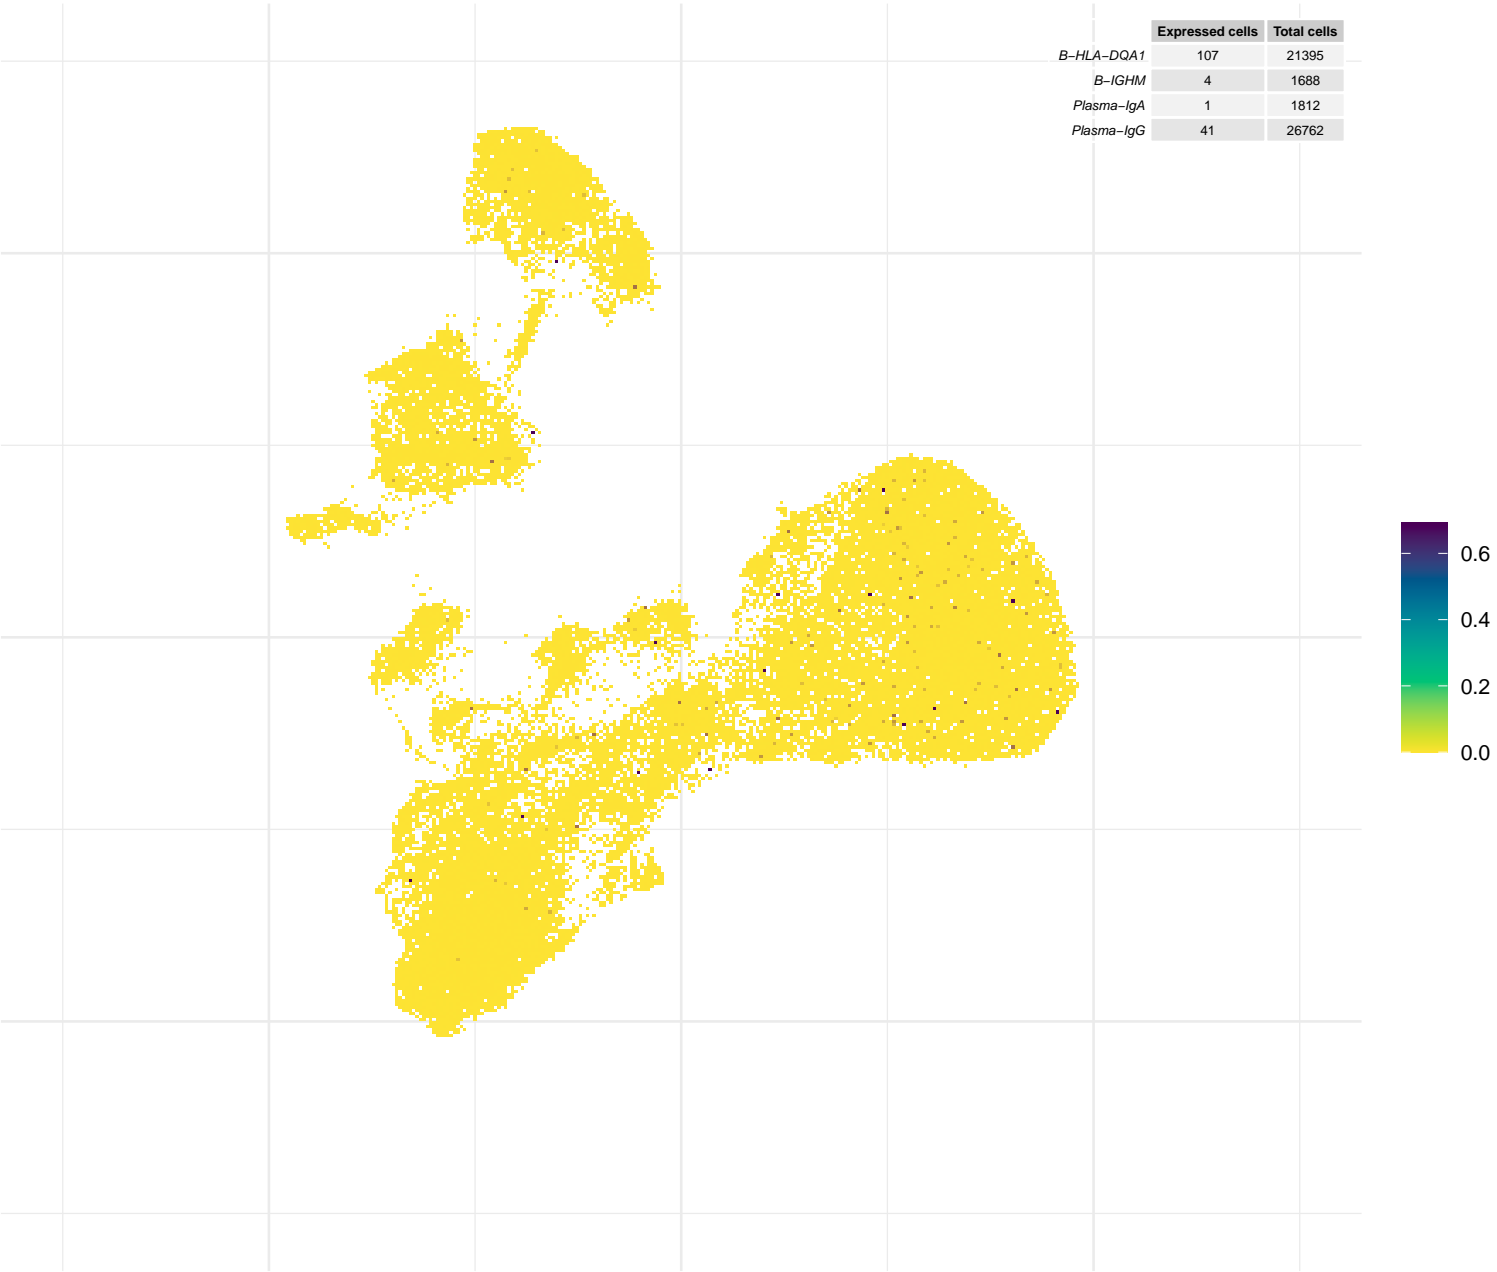 Expressed cells Total cells
B−HLA−DQA1 107 21395
B−IGHM 4 1688
Plasma−IgA 1 1812
Plasma−IgG 41 26762
0.6
0.4
0.2
0.0